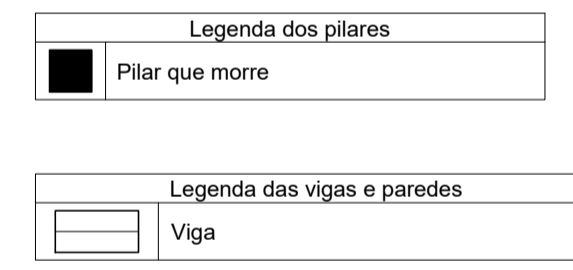 Legenda dos pilares
Pilar que morre
Legenda das vigas e paredes
Viga